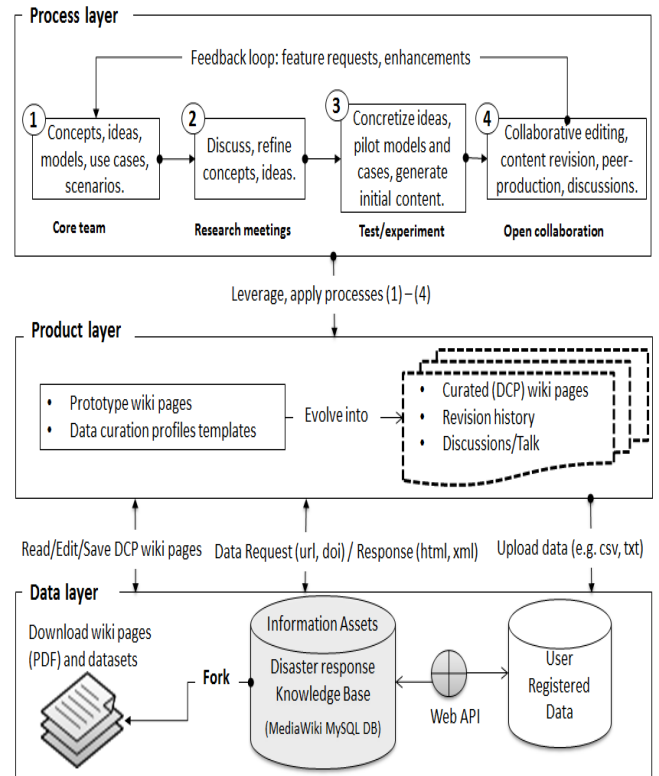 Process layer
Feedback loop: feature requests, enhancements
1
Concepts, ideas,
models, use cases,
scenarios.
Core team
2
Discuss, refine
concepts, ideas.
Research meetings
3
Concretize ideas,
pilot models and
cases, generate
initial content.
Test/experiment
4
Collaborative editing,
content revision, peer-
production, discussions.
Open collaboration
Leverage, apply processes (1) – (4)
Product layer
• Prototype wiki pages
• Data curation profiles templates
Evolve into
• Curated (DCP) wiki pages
• Revision history
• Discussions/Talk
Read/Edit/Save DCP wiki pages
Data Request (url, doi) / Response (html, xml)
Upload data (e.g. csv, txt)
Data layer
Download wiki pages
(PDF) and datasets
Fork
Information Assets
Disaster response
Knowledge Base
(MediaWiki MySQL DB)
Web API
User
Registered
Data